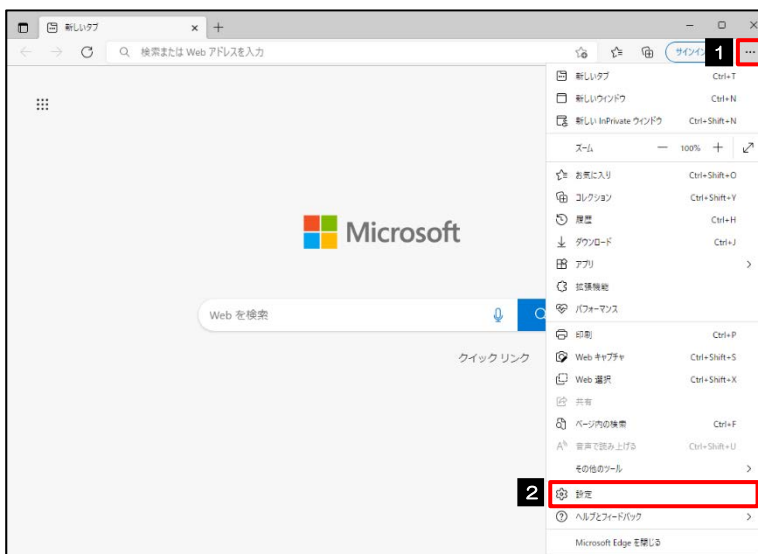 新しいタブ
検索または Web アドレスを入力
サインイン
1
新しいタブ Ctrl+T
新しいウィンドウ Ctrl+N
新しい InPrivate ウィンドウ Ctrl+Shift+N
ズーム 100%
お気に入り Ctrl+Shift+O
コレクション Ctrl+Shift+Y
履歴 Ctrl+H
ダウンロード Ctrl+J
アプリ
拡張機能
パフォーマンス
印刷 Ctrl+P
Web キャプチャ Ctrl+Shift+S
Web 選択 Ctrl+Shift+X
共有
ページ内の検索 Ctrl+F
音声で読み上げる Ctrl+Shift+U
その他のツール
2
設定
ヘルプとフィードバック
Microsoft Edge を閉じる
Microsoft
Web を検索
クイック リンク